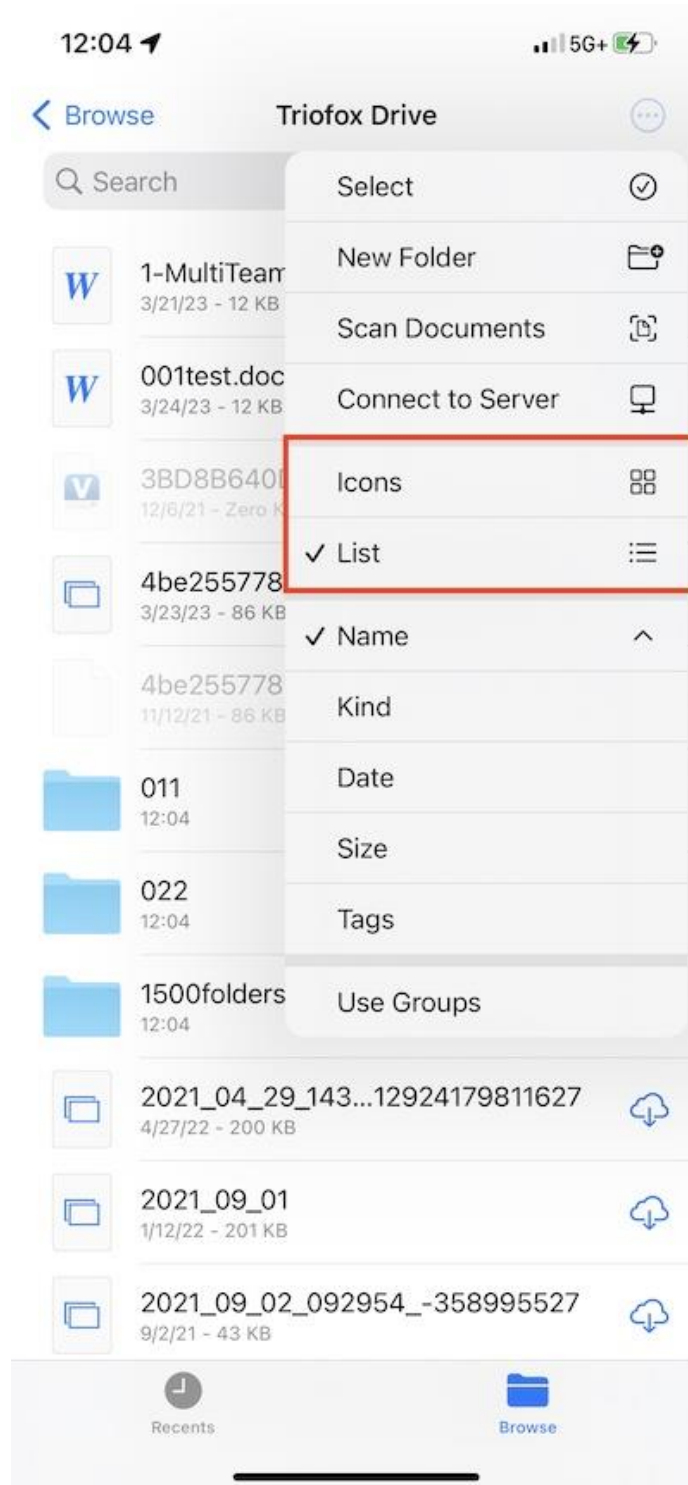 12:04
5G+
Browse
Triofox Drive
Search
Select
New Folder
Scan Documents
Connect to Server
Icons
✓ List
✓ Name
Kind
Date
Size
Tags
Use Groups
W 1-MultiTeam
3/21/23 - 12 KB
W 001test.doc
3/24/23 - 12 KB
V 3BD8B640
12/6/21 - Zero K
4be255778
3/23/23 - 86 KB
4be255778
11/12/21 - 86 KB
011
12:04
022
12:04
1500folders
12:04
2021_04_29_143...12924179811627
4/27/22 - 200 KB
2021_09_01
1/12/22 - 201 KB
2021_09_02_092954_-358995527
9/2/21 - 43 KB
Recents
Browse